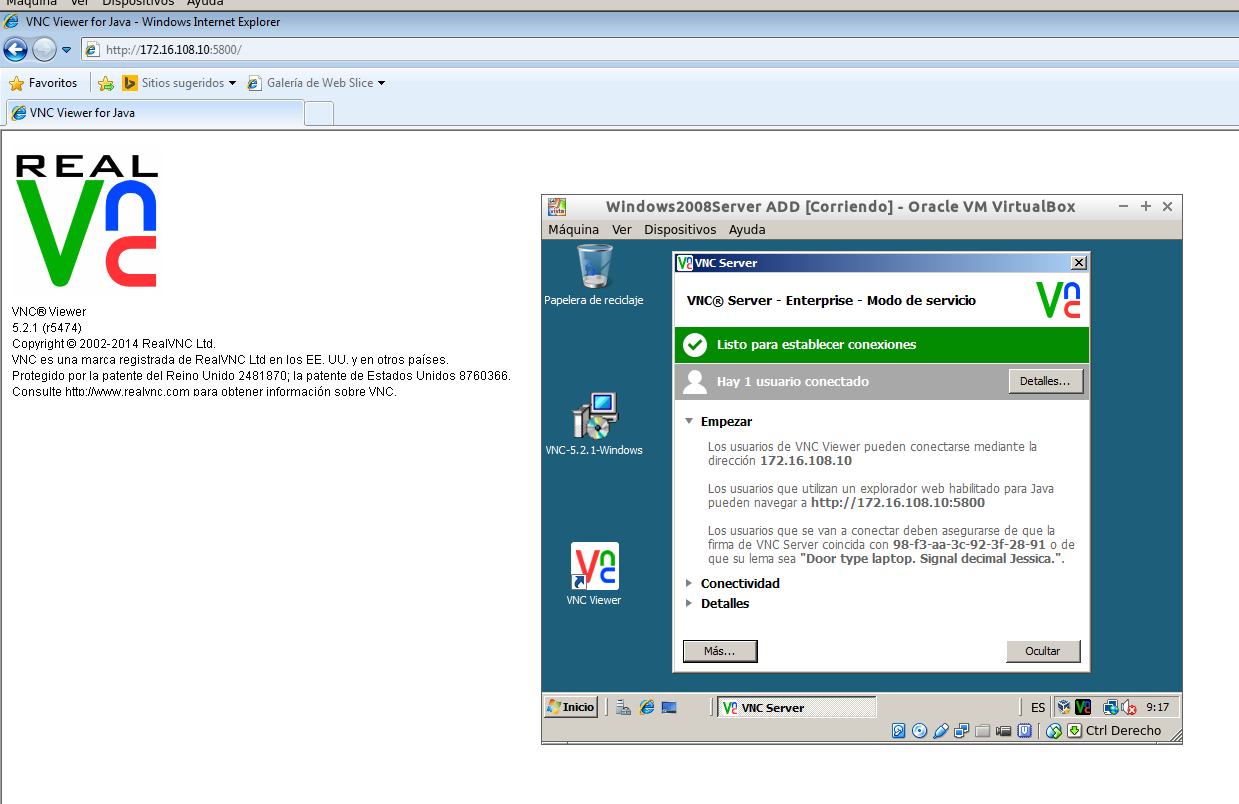 Máquina Ver Dispositivos Ayuda
VNC Viewer for Java - Windows Internet Explorer
http://172.16.108.10:5800/
Favoritos Sitios sugeridos Galería de Web Slice
VNC Viewer for Java
REAL
VNC
VNC® Viewer
5.2.1 (r5474)
Copyright © 2002-2014 RealVNC Ltd.
VNC es una marca registrada de RealVNC Ltd en los EE. UU. y en otros países.
Protegido por la patente del Reino Unido 2481870; la patente de Estados Unidos 8760366.
Consulte http://www.realvnc.com para obtener información sobre VNC.
Windows2008Server ADD [Corriendo] - Oracle VM VirtualBox
Máquina Ver Dispositivos Ayuda
Papelera de reciclaje
VNC-5.2.1-Windows
VNC Viewer
VNC Server
VNC® Server - Enterprise - Modo de servicio
Listo para establecer conexiones
Hay 1 usuario conectado Detalles...
Empezar
Los usuarios de VNC Viewer pueden conectarse mediante la
dirección 172.16.108.10
Los usuarios que utilizan un explorador web habilitado para Java
pueden navegar a http://172.16.108.10:5800
Los usuarios que se van a conectar deben asegurarse de que la
firma de VNC Server coincida con 98-f3-aa-3c-92-3f-28-91 o de
que su lema sea "Door type laptop. Signal decimal Jessica.".
Conectividad
Detalles
Más... Ocultar
Inicio VNC Server ES 9:17
Ctrl Derecho